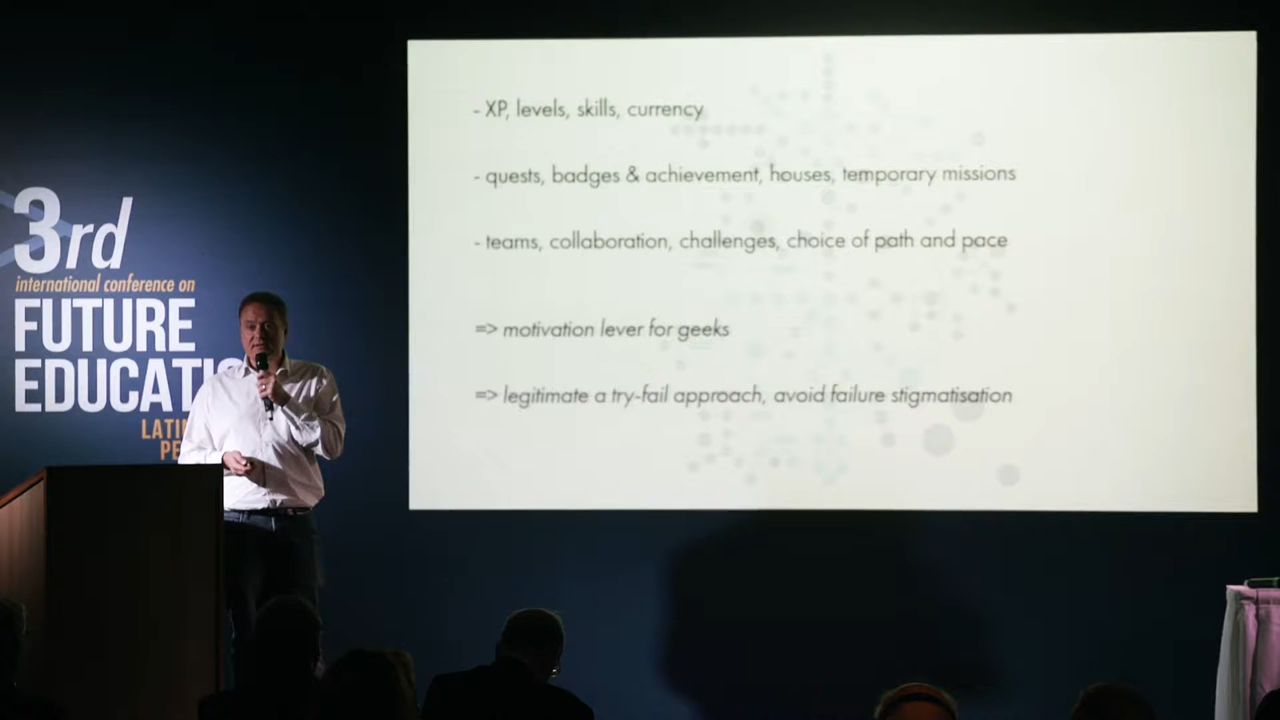 3rd
international conference on
FUTURE
EDUCATI
LATI
PE
- XP, levels, skills, currency
- quests, badges & achievement, houses, temporary missions
- teams, collaboration, challenges, choice of path and pace
=> motivation lever for geeks
=> legitimate a try-fail approach, avoid failure stigmatisation